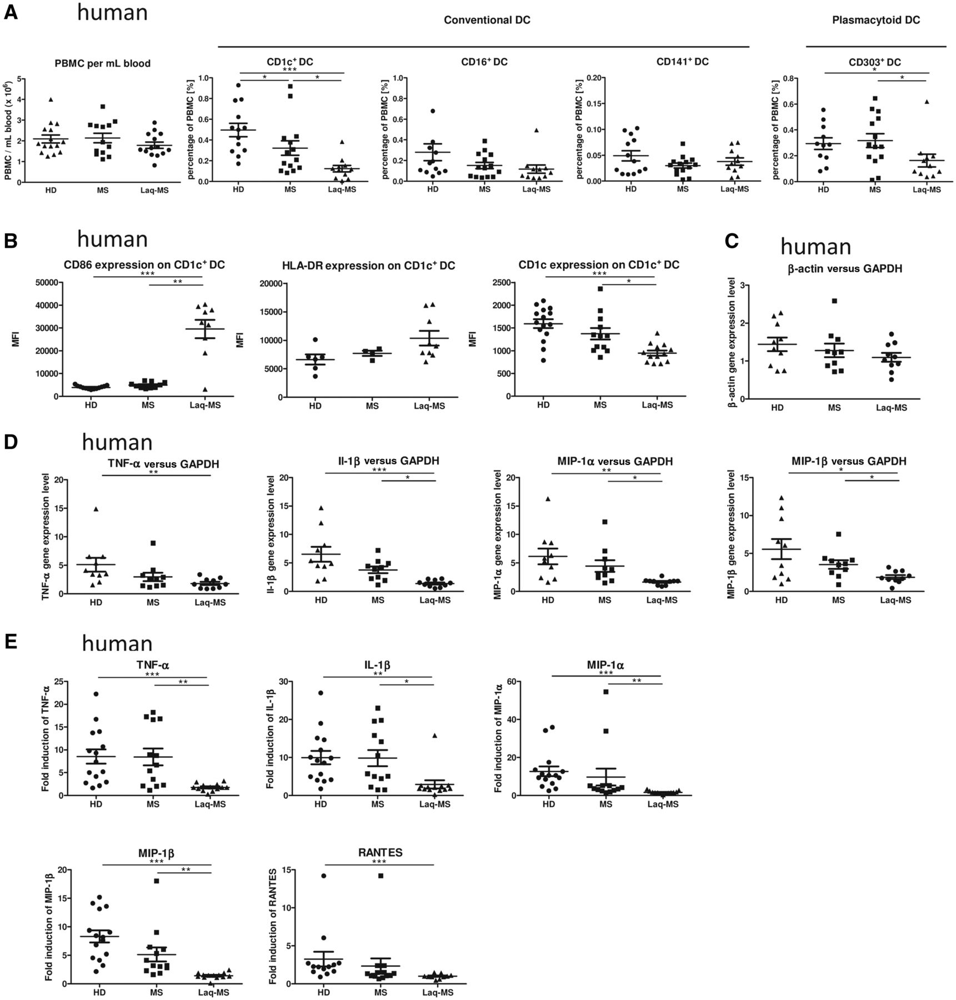 A human
Conventional DC Plasmacytoid DC
PBMC per mL blood CD1c⁺ DC CD16⁺ DC CD141⁺ DC CD303⁺ DC
*** *
* * *
PBMC / mL blood (x 10⁶)
5
4
3
2
1
0
HD MS Laq-MS
percentage of PBMC [%]
1.0
0.8
0.6
0.4
0.2
0.0
HD MS Laq-MS
percentage of PBMC [%]
1.0
0.8
0.6
0.4
0.2
0.0
HD MS Laq-MS
percentage of PBMC [%]
0.20
0.15
0.10
0.05
0.00
HD MS Laq-MS
percentage of PBMC [%]
0.8
0.6
0.4
0.2
0.0
HD MS Laq-MS
B human
CD86 expression on CD1c⁺ DC
***
**
MFI
50000
40000
30000
20000
10000
0
HD MS Laq-MS
HLA-DR expression on CD1c⁺ DC
MFI
20000
15000
10000
5000
0
HD MS Laq-MS
CD1c expression on CD1c⁺ DC
***
*
MFI
2500
2000
1500
1000
500
0
HD MS Laq-MS
C human
β-actin versus GAPDH
β-actin gene expression level
3
2
1
0
HD MS Laq-MS
D human
TNF-α versus GAPDH
**
TNF-α gene expression level
20
15
10
5
0
HD MS Laq-MS
Il-1β versus GAPDH
***
*
Il-1β gene expression level
20
15
10
5
0
HD MS Laq-MS
MIP-1α versus GAPDH
**
*
MIP-1α gene expression level
20
15
10
5
0
HD MS Laq-MS
MIP-1β versus GAPDH
*
*
MIP-1β gene expression level
15
10
5
0
HD MS Laq-MS
E human
TNF-α
***
**
Fold induction of TNF-α
25
20
15
10
5
0
HD MS Laq-MS
IL-1β
**
*
Fold induction of IL-1β
30
20
10
0
HD MS Laq-MS
MIP-1α
***
**
Fold induction of MIP-1α
60
40
20
0
HD MS Laq-MS
MIP-1β
***
**
Fold induction of MIP-1β
20
15
10
5
0
HD MS Laq-MS
RANTES
***
Fold induction of RANTES
15
10
5
0
HD MS Laq-MS